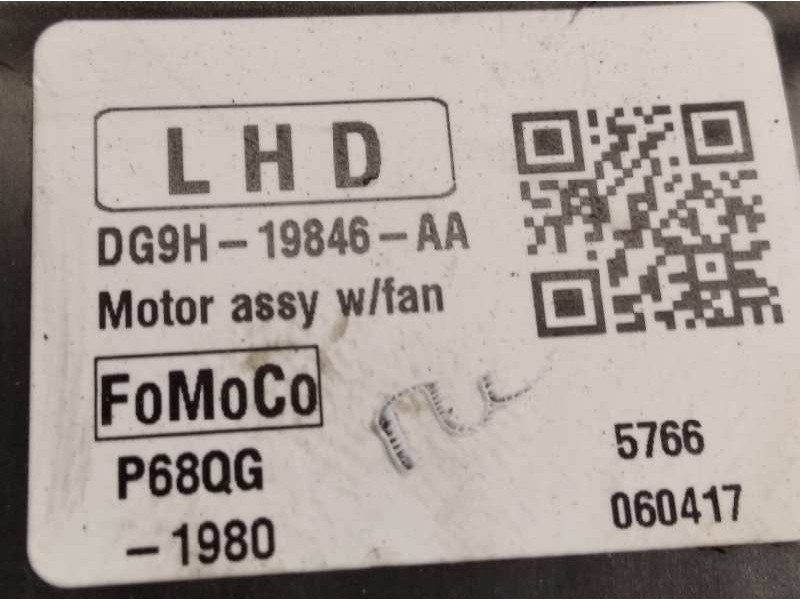 LHD
DG9H-19846-AA
Motor assy w/fan
FoMoCo
P68QG
-1980
5766
060417